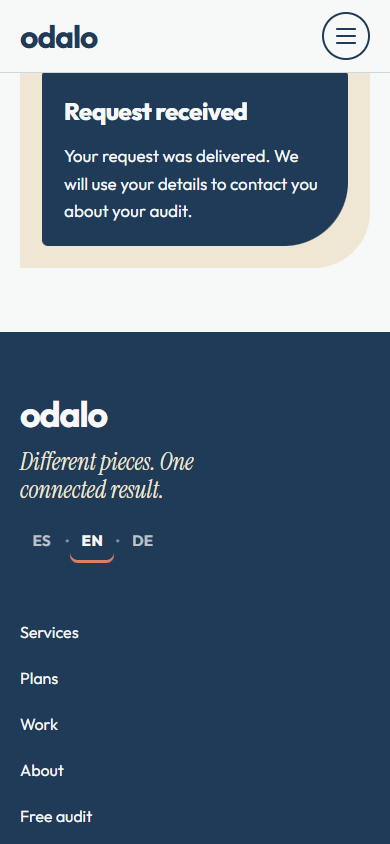 odalo
Request received
Your request was delivered. We
will use your details to contact you
about your audit.
odalo
Different pieces. One
connected result.
ES · EN · DE
Services
Plans
Work
About
Free audit